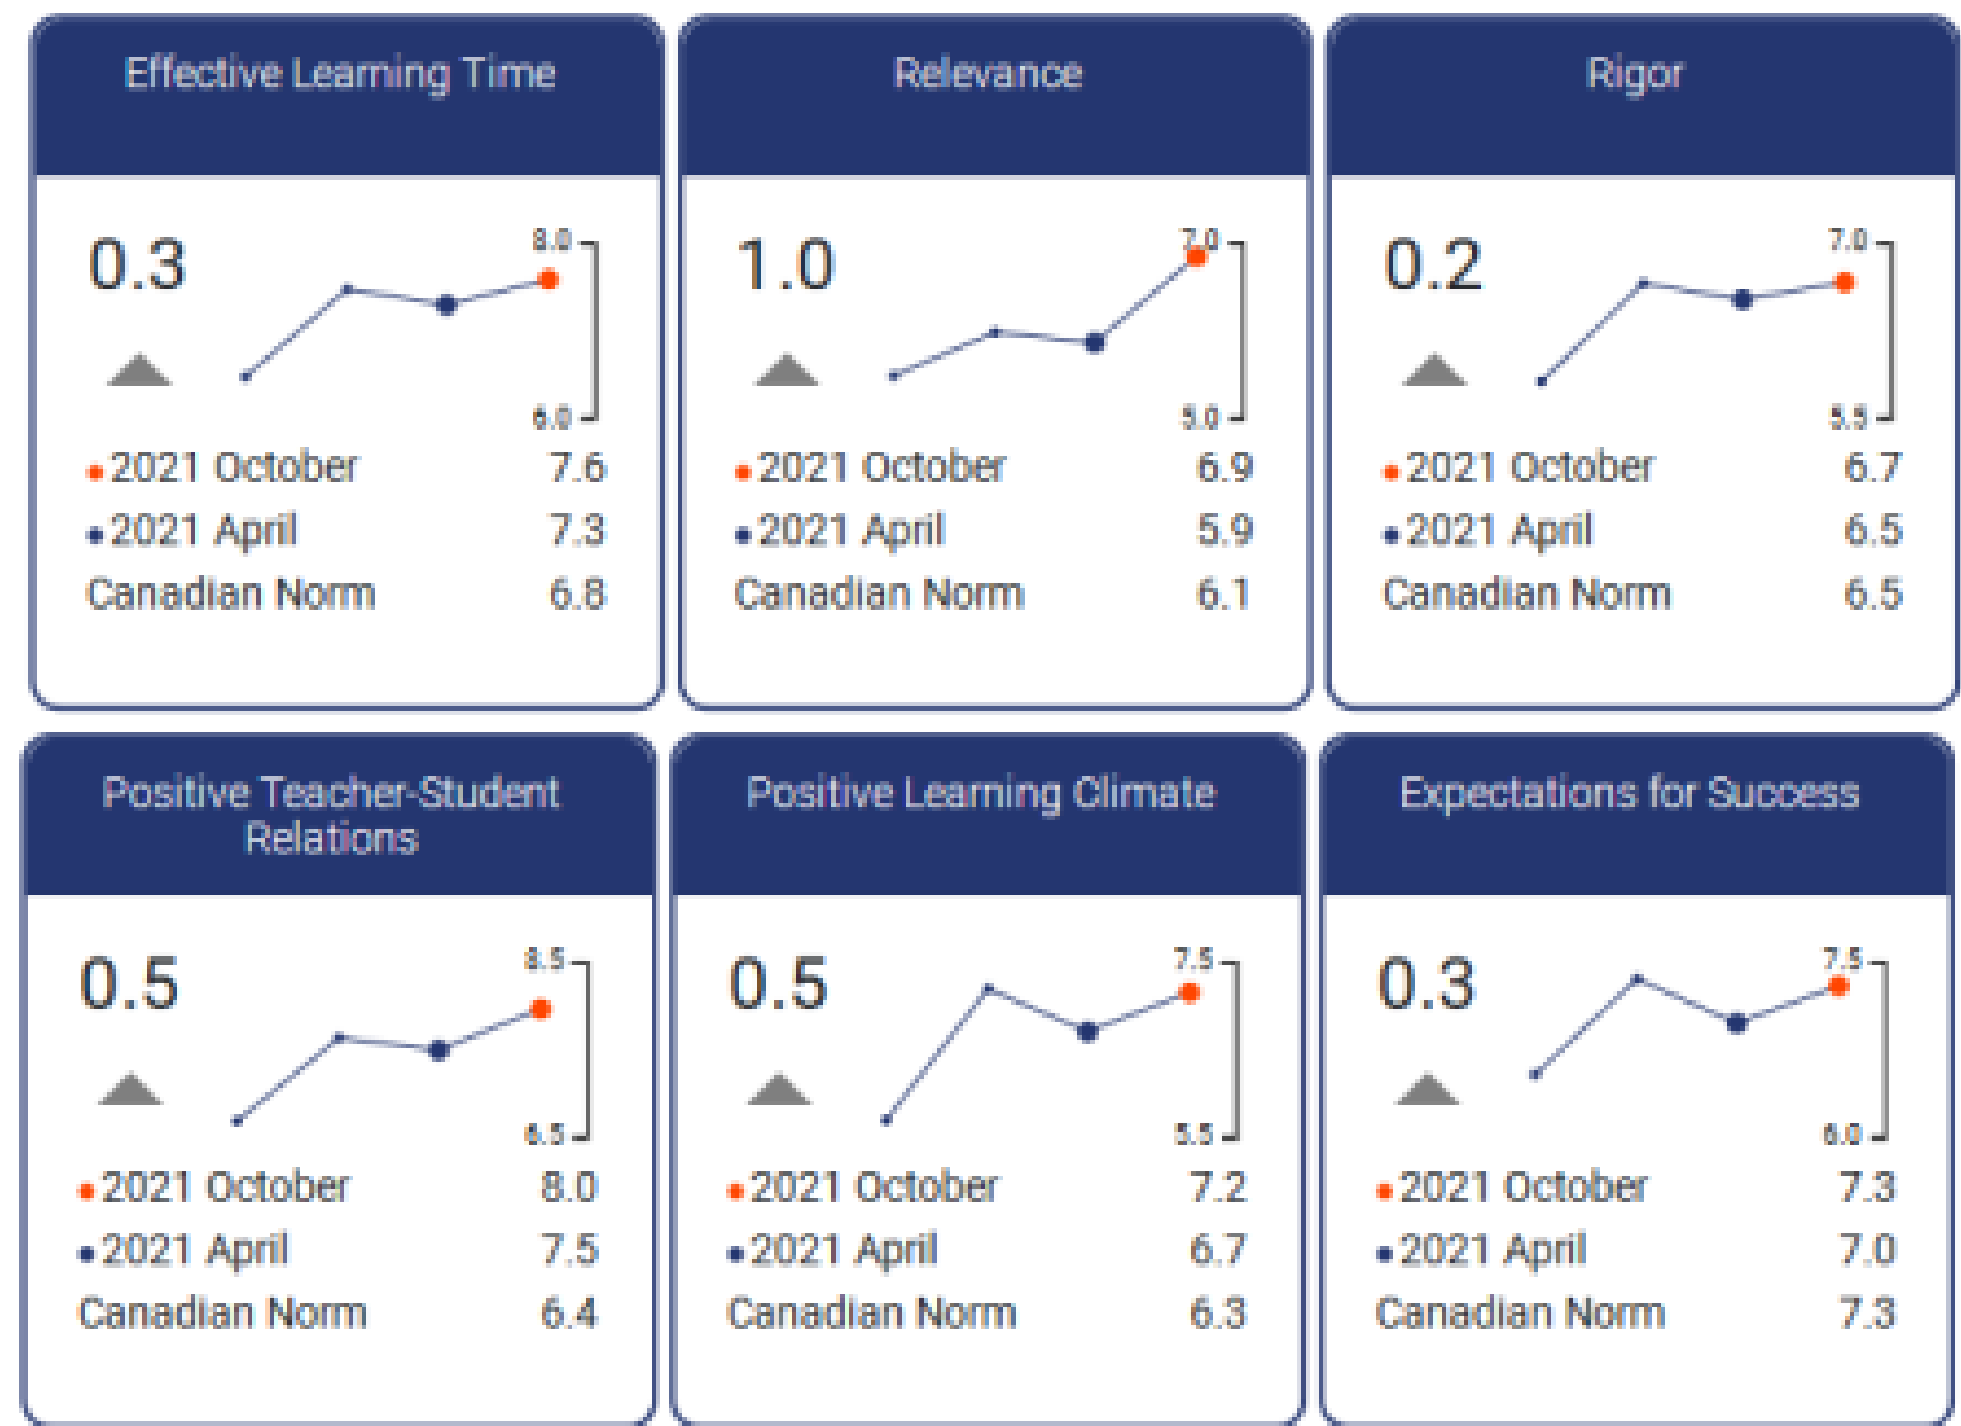 Effective Learning Time
0.3
8.0
6.0
2021 October 7.6
2021 April 7.3
Canadian Norm 6.8
Relevance
1.0
7.0
5.0
2021 October 6.9
2021 April 5.9
Canadian Norm 6.1
Rigor
0.2
7.0
5.5
2021 October 6.7
2021 April 6.5
Canadian Norm 6.5
Positive Teacher-Student
Relations
0.5
8.5
6.5
2021 October 8.0
2021 April 7.5
Canadian Norm 6.4
Positive Learning Climate
0.5
7.5
5.5
2021 October 7.2
2021 April 6.7
Canadian Norm 6.3
Expectations for Success
0.3
7.5
6.0
2021 October 7.3
2021 April 7.0
Canadian Norm 7.3